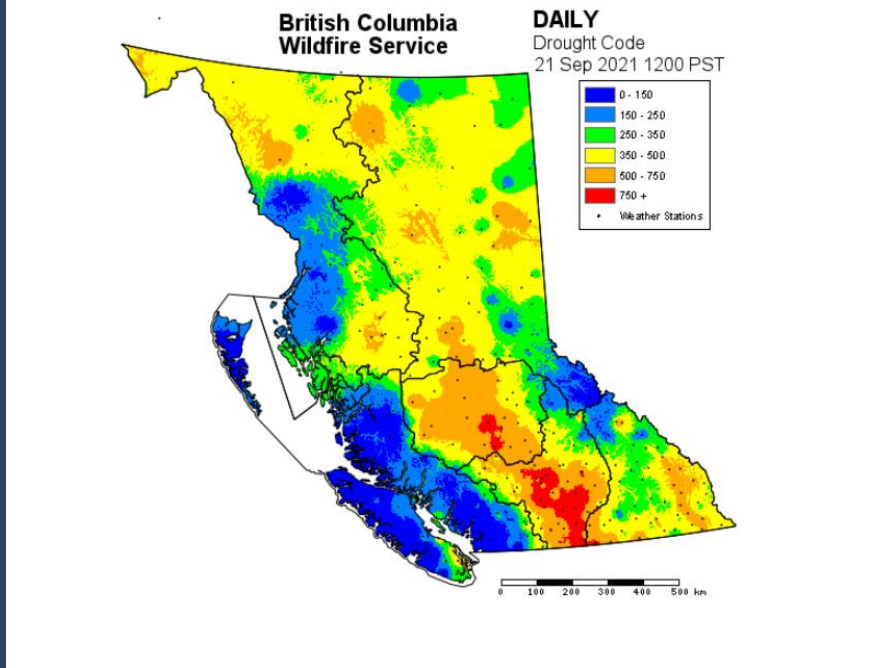 British Columbia
Wildfire Service
DAILY
Drought Code
21 Sep 2021 1200 PST
0 - 150
150 - 250
250 - 350
350 - 500
500 - 750
750 +
Weather Stations
0 100 200 300 400 500 km